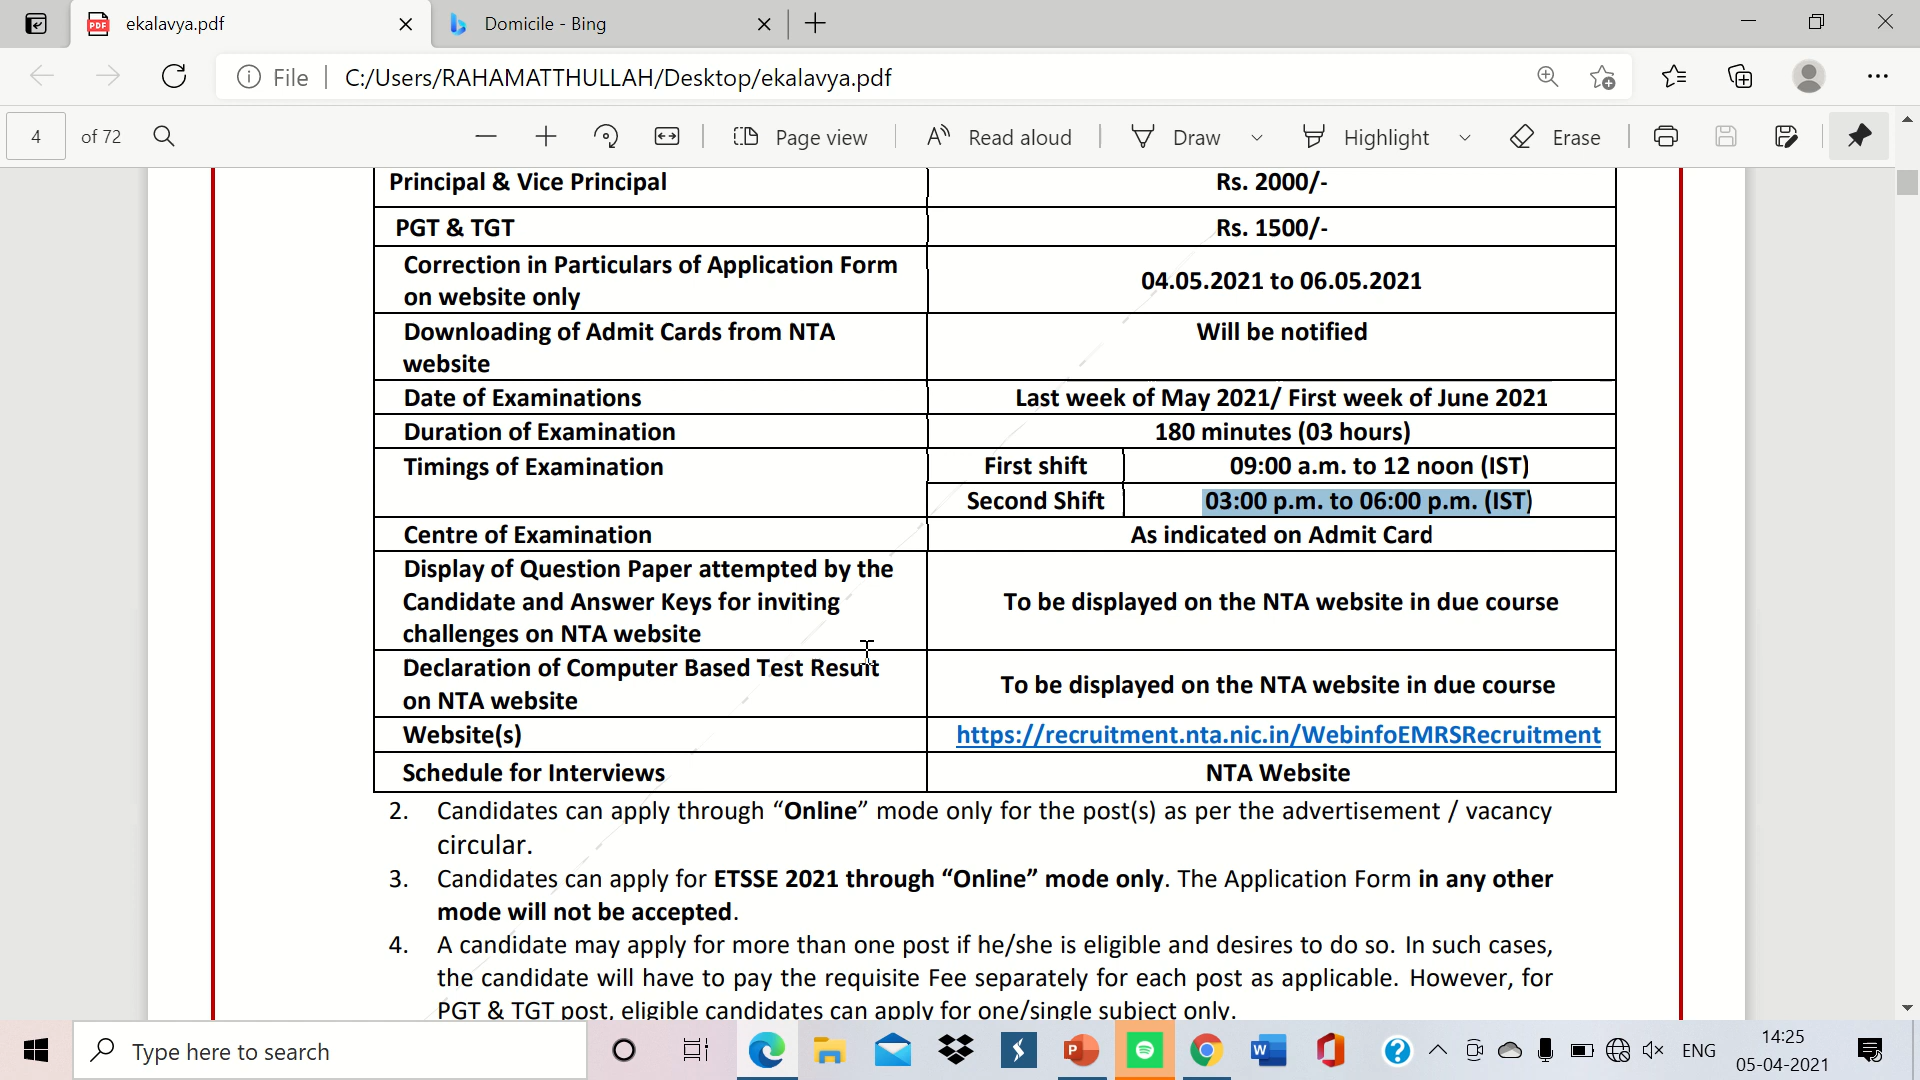 ekalavya.pdf
Domicile - Bing
File
C:/Users/RAHAMATTHULLAH/Desktop/ekalavya.pdf
4 of 72
Page view
Read aloud
Draw
Highlight
Erase
Principal & Vice Principal Rs. 2000/-
PGT & TGT Rs. 1500/-
Correction in Particulars of Application Form
on website only
04.05.2021 to 06.05.2021
Downloading of Admit Cards from NTA
website
Will be notified
Date of Examinations Last week of May 2021/ First week of June 2021
Duration of Examination 180 minutes (03 hours)
Timings of Examination First shift 09:00 a.m. to 12 noon (IST)
Second Shift 03:00 p.m. to 06:00 p.m. (IST)
Centre of Examination As indicated on Admit Card
Display of Question Paper attempted by the
Candidate and Answer Keys for inviting
challenges on NTA website
To be displayed on the NTA website in due course
Declaration of Computer Based Test Result
on NTA website
To be displayed on the NTA website in due course
Website(s) https://recruitment.nta.nic.in/WebinfoEMRSRecruitment
Schedule for Interviews NTA Website
2. Candidates can apply through “Online” mode only for the post(s) as per the advertisement / vacancy
circular.
3. Candidates can apply for ETSSE 2021 through “Online” mode only. The Application Form in any other
mode will not be accepted.
4. A candidate may apply for more than one post if he/she is eligible and desires to do so. In such cases,
the candidate will have to pay the requisite Fee separately for each post as applicable. However, for
PGT & TGT post, eligible candidates can apply for one/single subject only.
Type here to search
ENG
14:25
05-04-2021